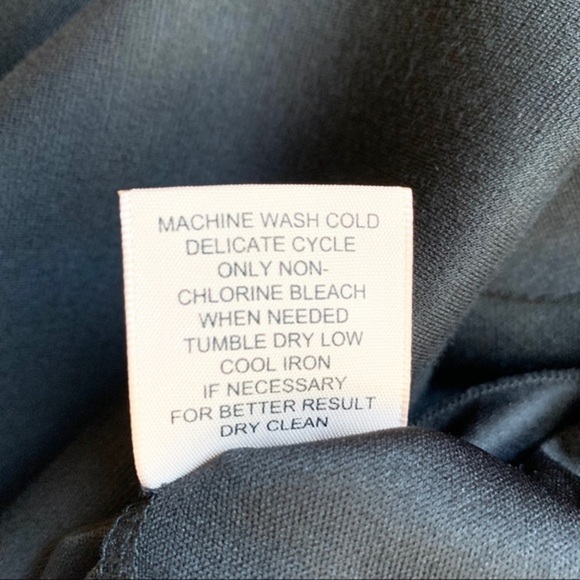 MACHINE WASH COLD
DELICATE CYCLE
ONLY NON-
CHLORINE BLEACH
WHEN NEEDED
TUMBLE DRY LOW
COOL IRON
IF NECESSARY
FOR BETTER RESULT
DRY CLEAN